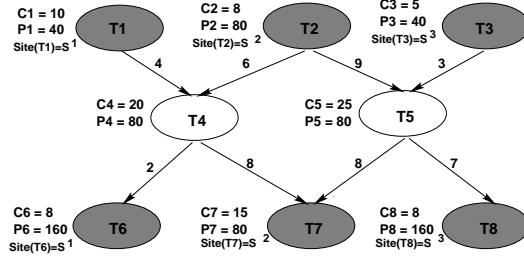 C1 = 10
P1 = 40
Site(T1)=S 1
T1
C2 = 8
P2 = 80
Site(T2)=S 2
T2
C3 = 5
P3 = 40
Site(T3)=S 3
T3
4
6
9
3
C4 = 20
P4 = 80
T4
C5 = 25
P5 = 80
T5
2
8
8
7
C6 = 8
P6 = 160
Site(T6)=S 1
T6
C7 = 15
P7 = 80
Site(T7)=S 2
T7
C8 = 8
P8 = 160
Site(T8)=S 3
T8